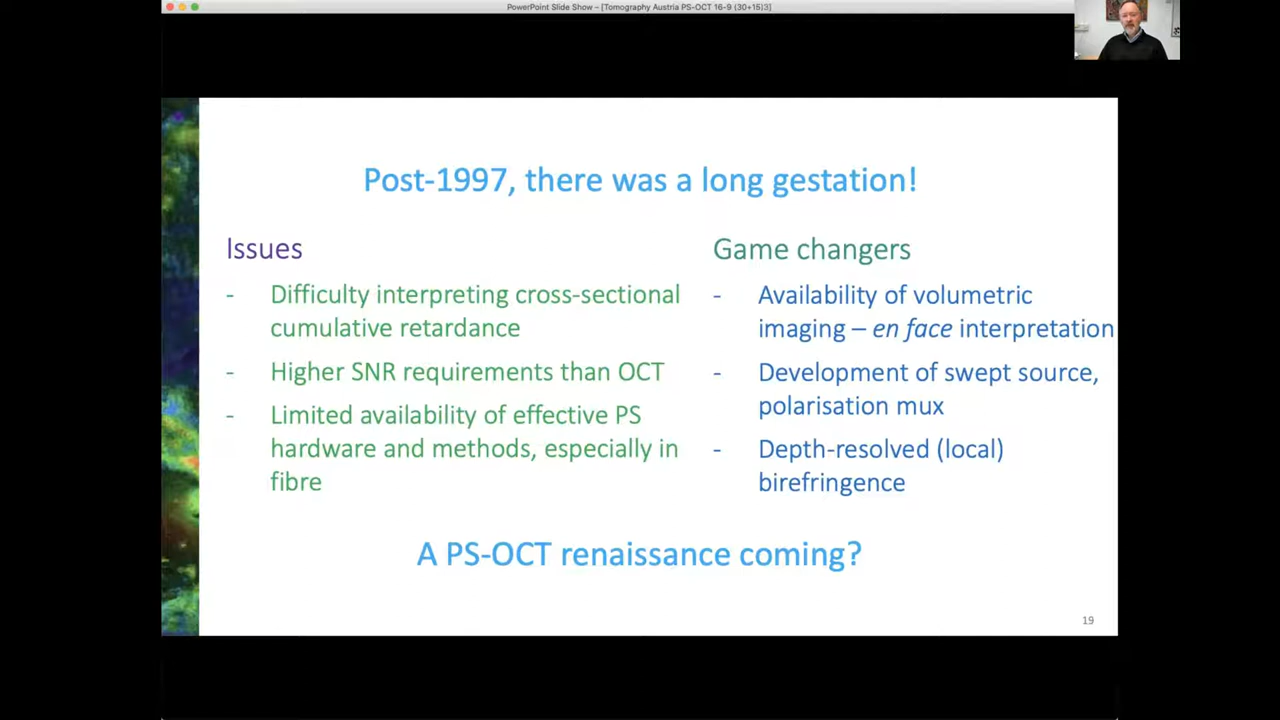 PowerPoint Slide Show – [Tomography Austria PS-OCT 16-9 (30+15)3]
Post-1997, there was a long gestation!
Issues
- Difficulty interpreting cross-sectional
cumulative retardance
- Higher SNR requirements than OCT
- Limited availability of effective PS
hardware and methods, especially in
fibre
Game changers
- Availability of volumetric
imaging – en face interpretation
- Development of swept source,
polarisation mux
- Depth-resolved (local)
birefringence
A PS-OCT renaissance coming?
19